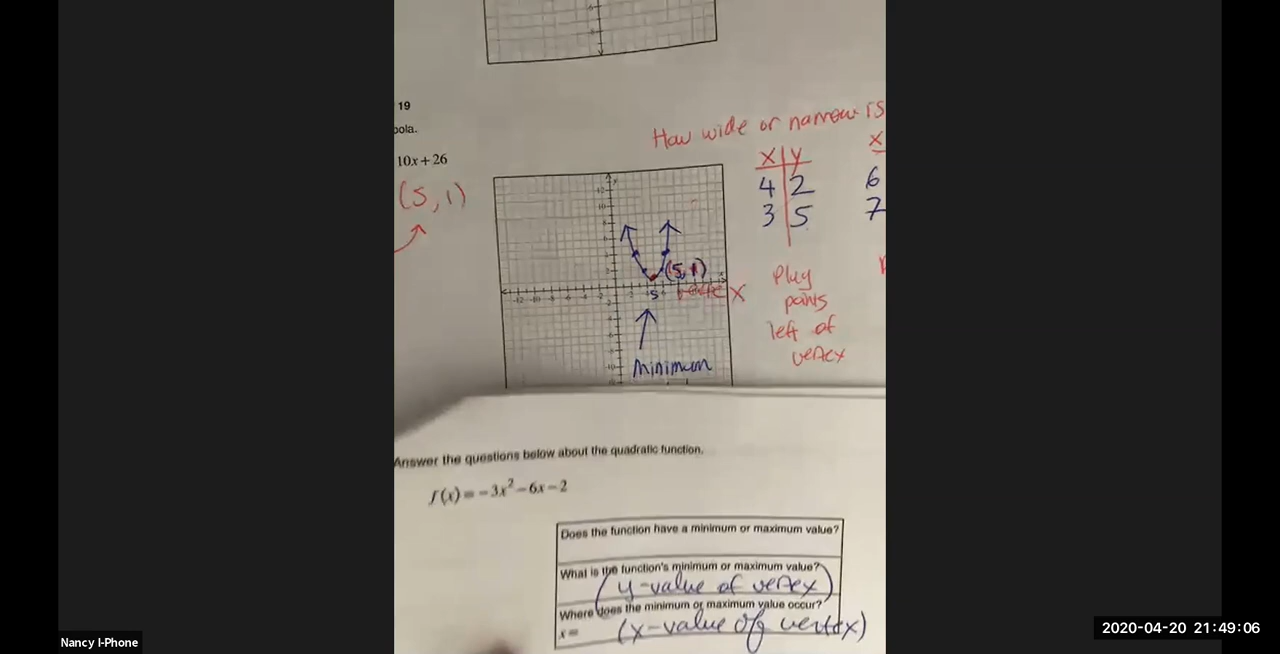 19
bola.
10x + 26
(5, 1)
How wide or narrow is
x y
4 2
3 5
x
6
7
(5, 1)
vertex
5
Minimum
Plug
points
left of
vertex
Answer the questions below about the quadratic function.
f(x) = -3x² - 6x - 2
Does the function have a minimum or maximum value?
What is the function's minimum or maximum value?
(y-value of vertex)
Where does the minimum or maximum value occur?
x = (x-value of vertex)
Nancy I-Phone
2020-04-20 21:49:06